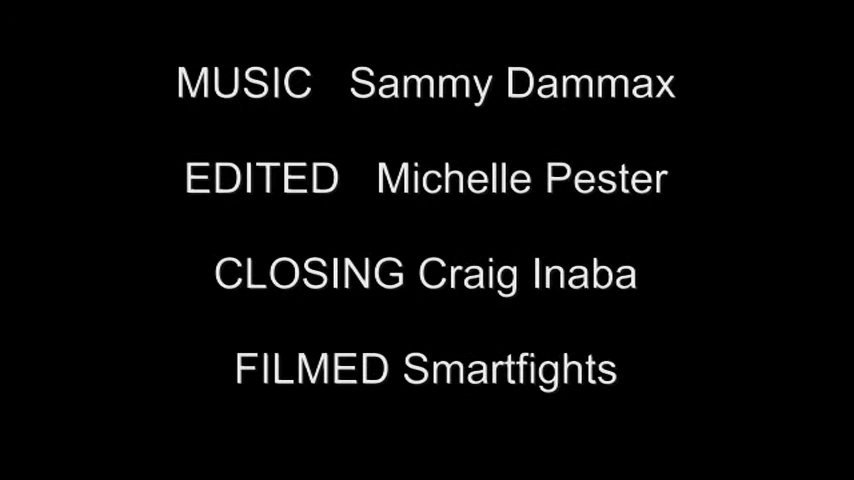 MUSIC Sammy Dammax
EDITED Michelle Pester
CLOSING Craig Inaba
FILMED Smartfights